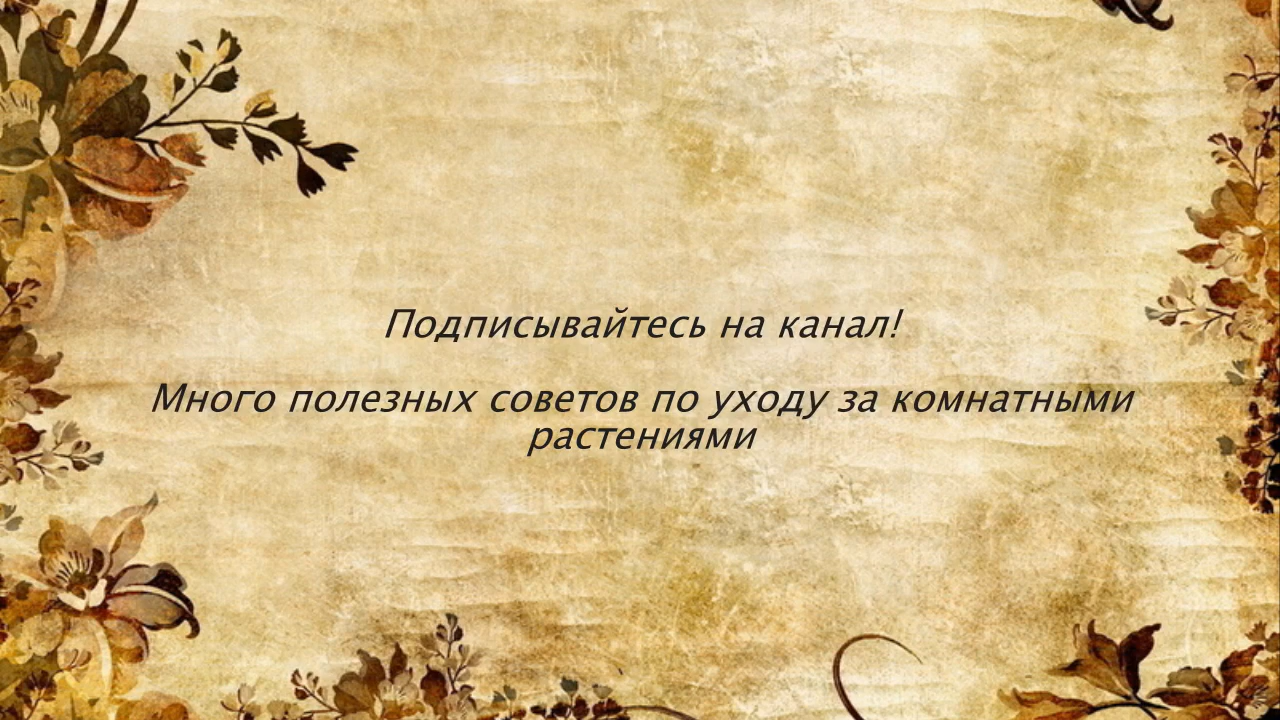 Подписывайтесь на канал!
Много полезных советов по уходу за комнатными
растениями